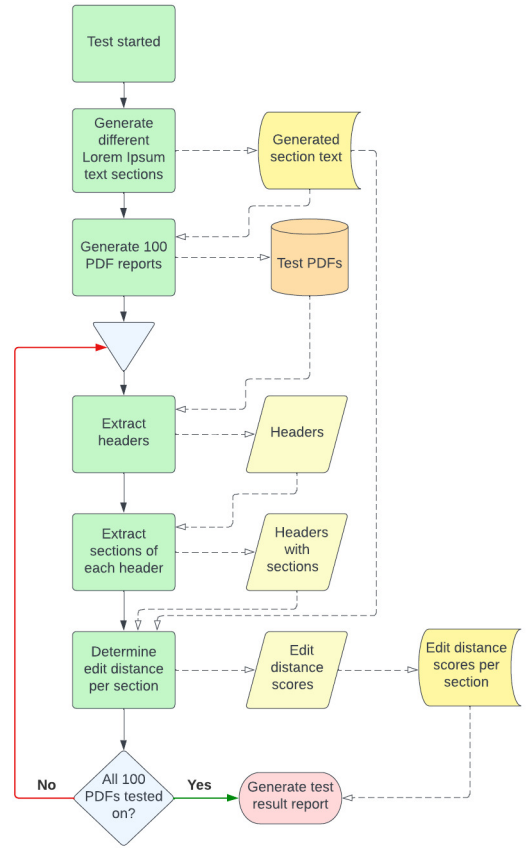 Test started
Generate
different
Lorem Ipsum
text sections
Generated
section text
Generate 100
PDF reports
Test PDFs
Extract
headers
Headers
Extract
sections of
each header
Headers
with
sections
Determine
edit distance
per section
Edit
distance
scores
Edit distance
scores per
section
No
All 100
PDFs tested
on?
Yes
Generate test
result report